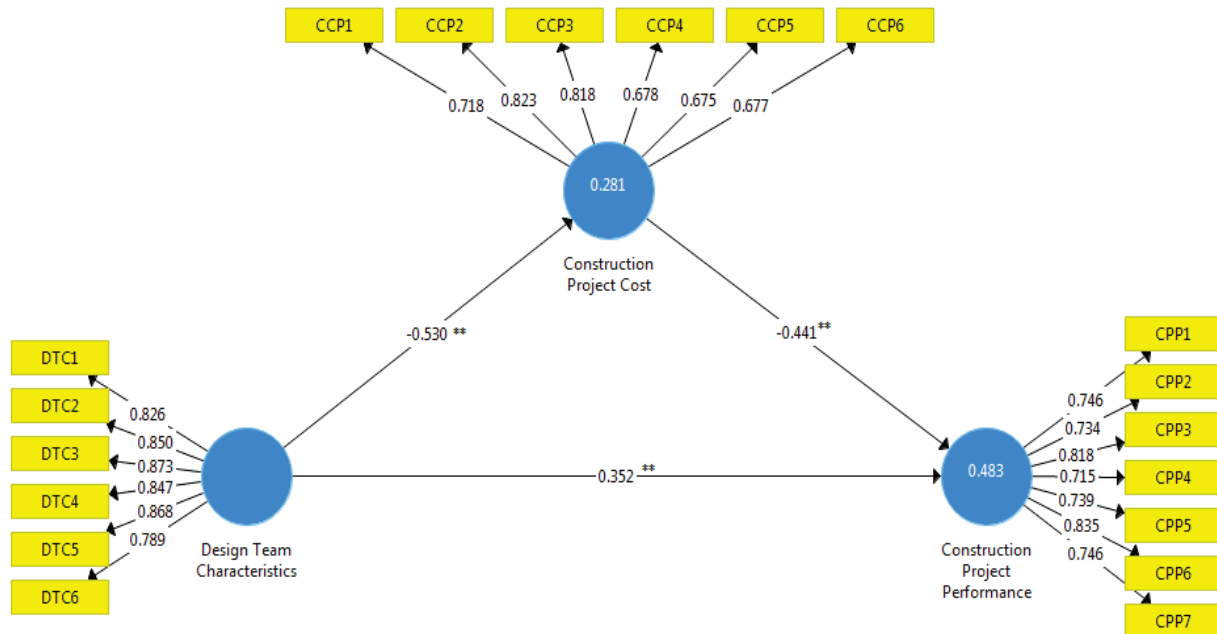 CCP1 CCP2 CCP3 CCP4 CCP5 CCP6
0.718 0.823 0.818 0.678 0.675 0.677
0.281
Construction
Project Cost
-0.530 **
-0.441 **
DTC1
DTC2
DTC3
DTC4
DTC5
DTC6
0.826
0.850
0.873
0.847
0.868
0.789
Design Team
Characteristics
0.352 **
0.483
Construction
Project
Performance
0.746
0.734
0.818
0.715
0.739
0.835
0.746
CPP1
CPP2
CPP3
CPP4
CPP5
CPP6
CPP7